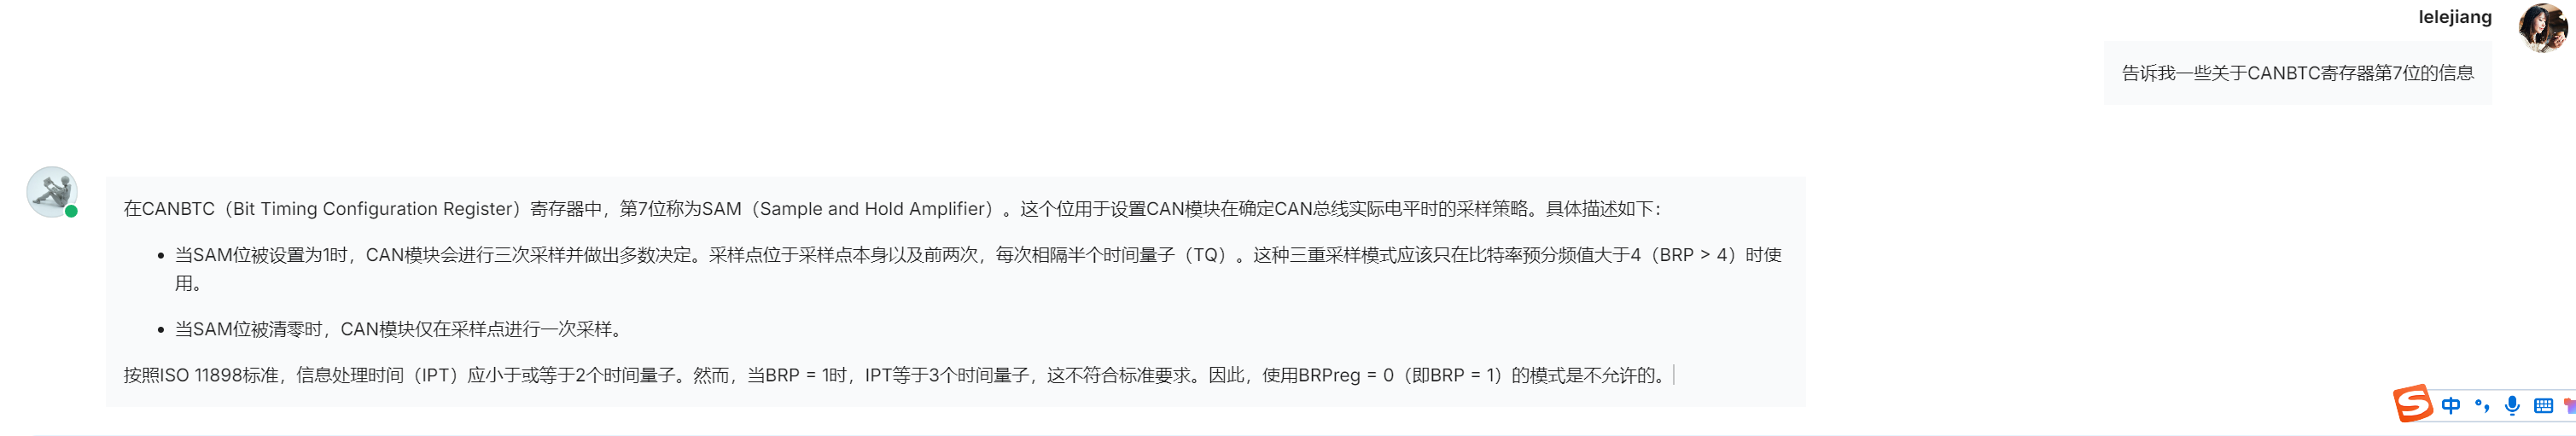 lelejiang
告诉我一些关于CANBTC寄存器第7位的信息
在CANBTC（Bit Timing Configuration Register）寄存器中，第7位称为SAM（Sample and Hold Amplifier）。这个位用于设置CAN模块在确定CAN总线实际电平时的采样策略。具体描述如下：
• 当SAM位被设置为1时，CAN模块会进行三次采样并做出多数决定。采样点位于采样点本身以及前两次，每次相隔半个时间量子（TQ）。这种三重采样模式应该只在比特率预分频值大于4（BRP > 4）时使
用。
• 当SAM位被清零时，CAN模块仅在采样点进行一次采样。
按照ISO 11898标准，信息处理时间（IPT）应小于或等于2个时间量子。然而，当BRP = 1时，IPT等于3个时间量子，这不符合标准要求。因此，使用BRPreg = 0（即BRP = 1）的模式是不允许的。
S 中